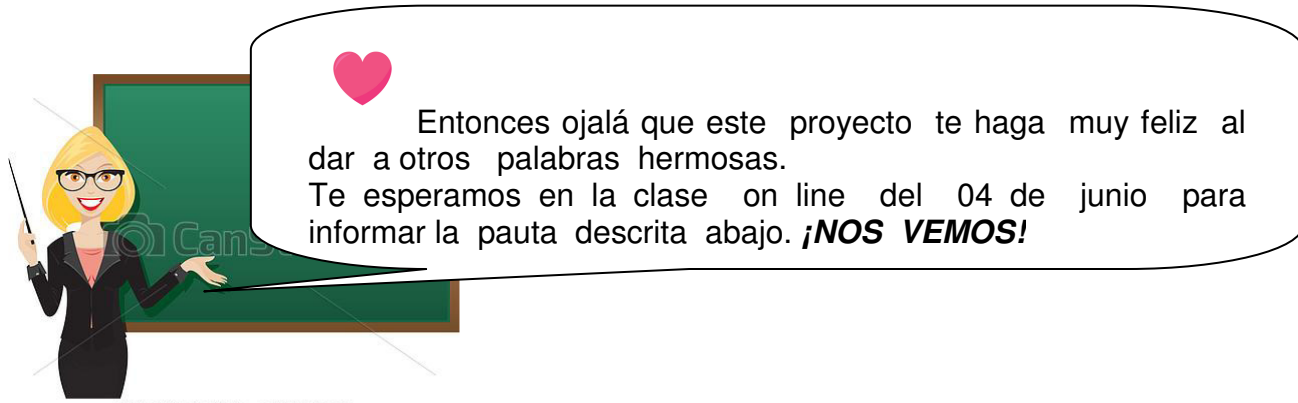 Entonces ojalá que este proyecto te haga muy feliz al
dar a otros palabras hermosas.
Te esperamos en la clase on line del 04 de junio para
informar la pauta descrita abajo. ¡NOS VEMOS!
CanS